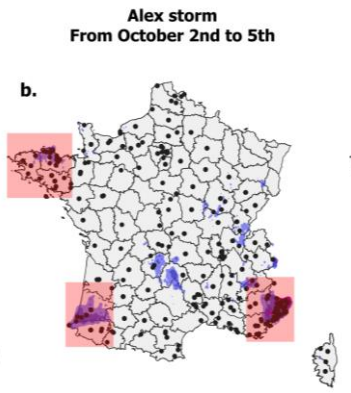 Alex storm
From October 2nd to 5th
b.